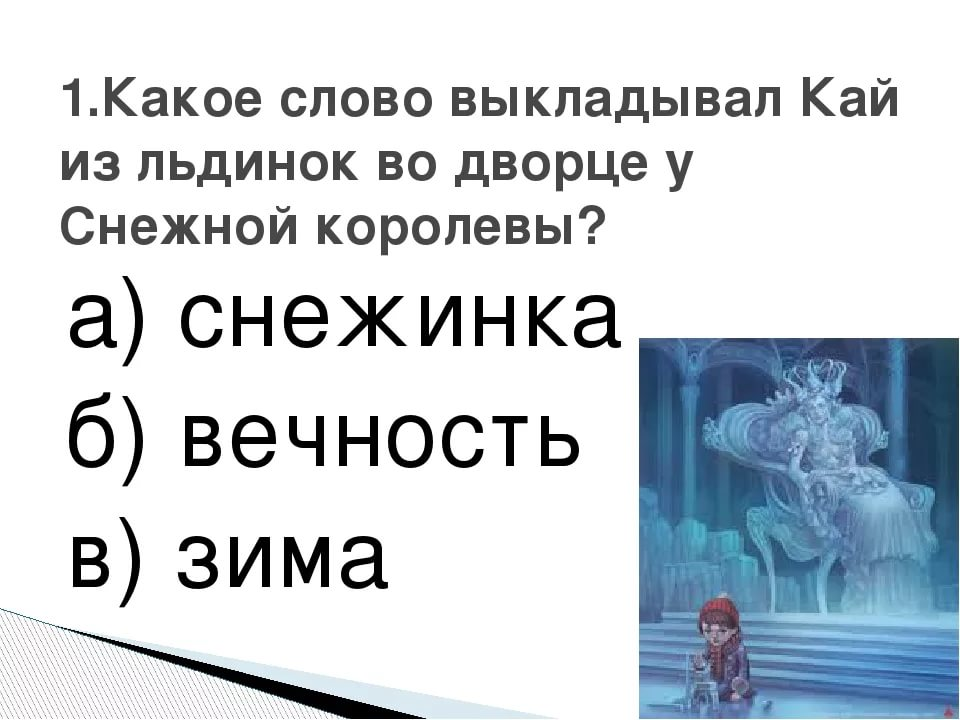 1.Какое слово выкладывал Кай
из льдинок во дворце у
Снежной королевы?
а) снежинка
б) вечность
в) зима